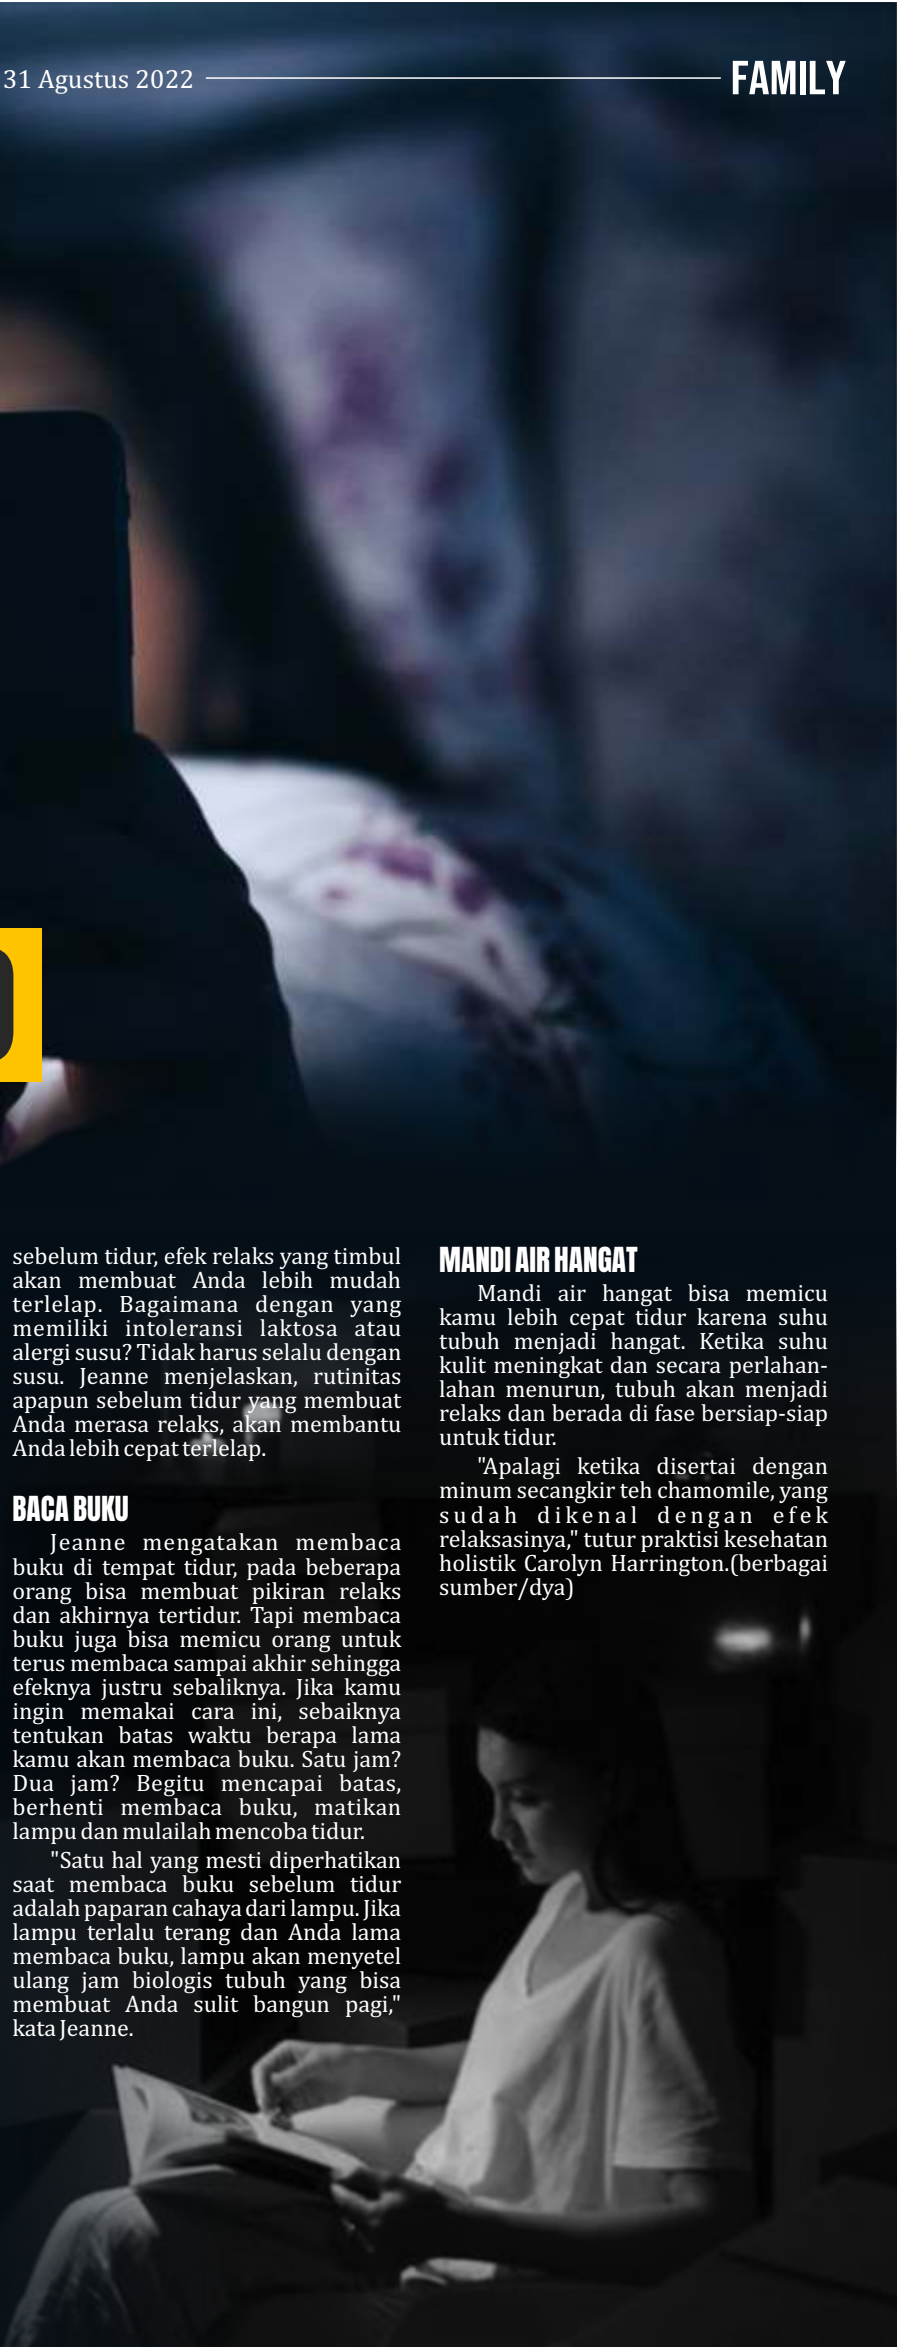 31 Agustus 2022
FAMILY
sebelum tidur, efek relaks yang timbul
akan membuat Anda lebih mudah
terlelap. Bagaimana dengan yang
memiliki intoleransi laktosa atau
alergi susu? Tidak harus selalu dengan
susu. Jeanne menjelaskan, rutinitas
apapun sebelum tidur yang membuat
Anda merasa relaks, akan membantu
Anda lebih cepat terlelap.
BACA BUKU
Jeanne mengatakan membaca
buku di tempat tidur, pada beberapa
orang bisa membuat pikiran relaks
dan akhirnya tertidur. Tapi membaca
buku juga bisa memicu orang untuk
terus membaca sampai akhir sehingga
efeknya justru sebaliknya. Jika kamu
ingin memakai cara ini, sebaiknya
tentukan batas waktu berapa lama
kamu akan membaca buku. Satu jam?
Dua jam? Begitu mencapai batas,
berhenti membaca buku, matikan
lampu dan mulailah mencoba tidur.
"Satu hal yang mesti diperhatikan
saat membaca buku sebelum tidur
adalah paparan cahaya dari lampu. Jika
lampu terlalu terang dan Anda lama
membaca buku, lampu akan menyetel
ulang jam biologis tubuh yang bisa
membuat Anda sulit bangun pagi,"
kata Jeanne.
MANDI AIR HANGAT
Mandi air hangat bisa memicu
kamu lebih cepat tidur karena suhu
tubuh menjadi hangat. Ketika suhu
kulit meningkat dan secara perlahan-
lahan menurun, tubuh akan menjadi
relaks dan berada di fase bersiap-siap
untuk tidur.
"Apalagi ketika disertai dengan
minum secangkir teh chamomile, yang
sudah dikenal dengan efek
relaksasinya," tutur praktisi kesehatan
holistik Carolyn Harrington.(berbagai
sumber/dya)